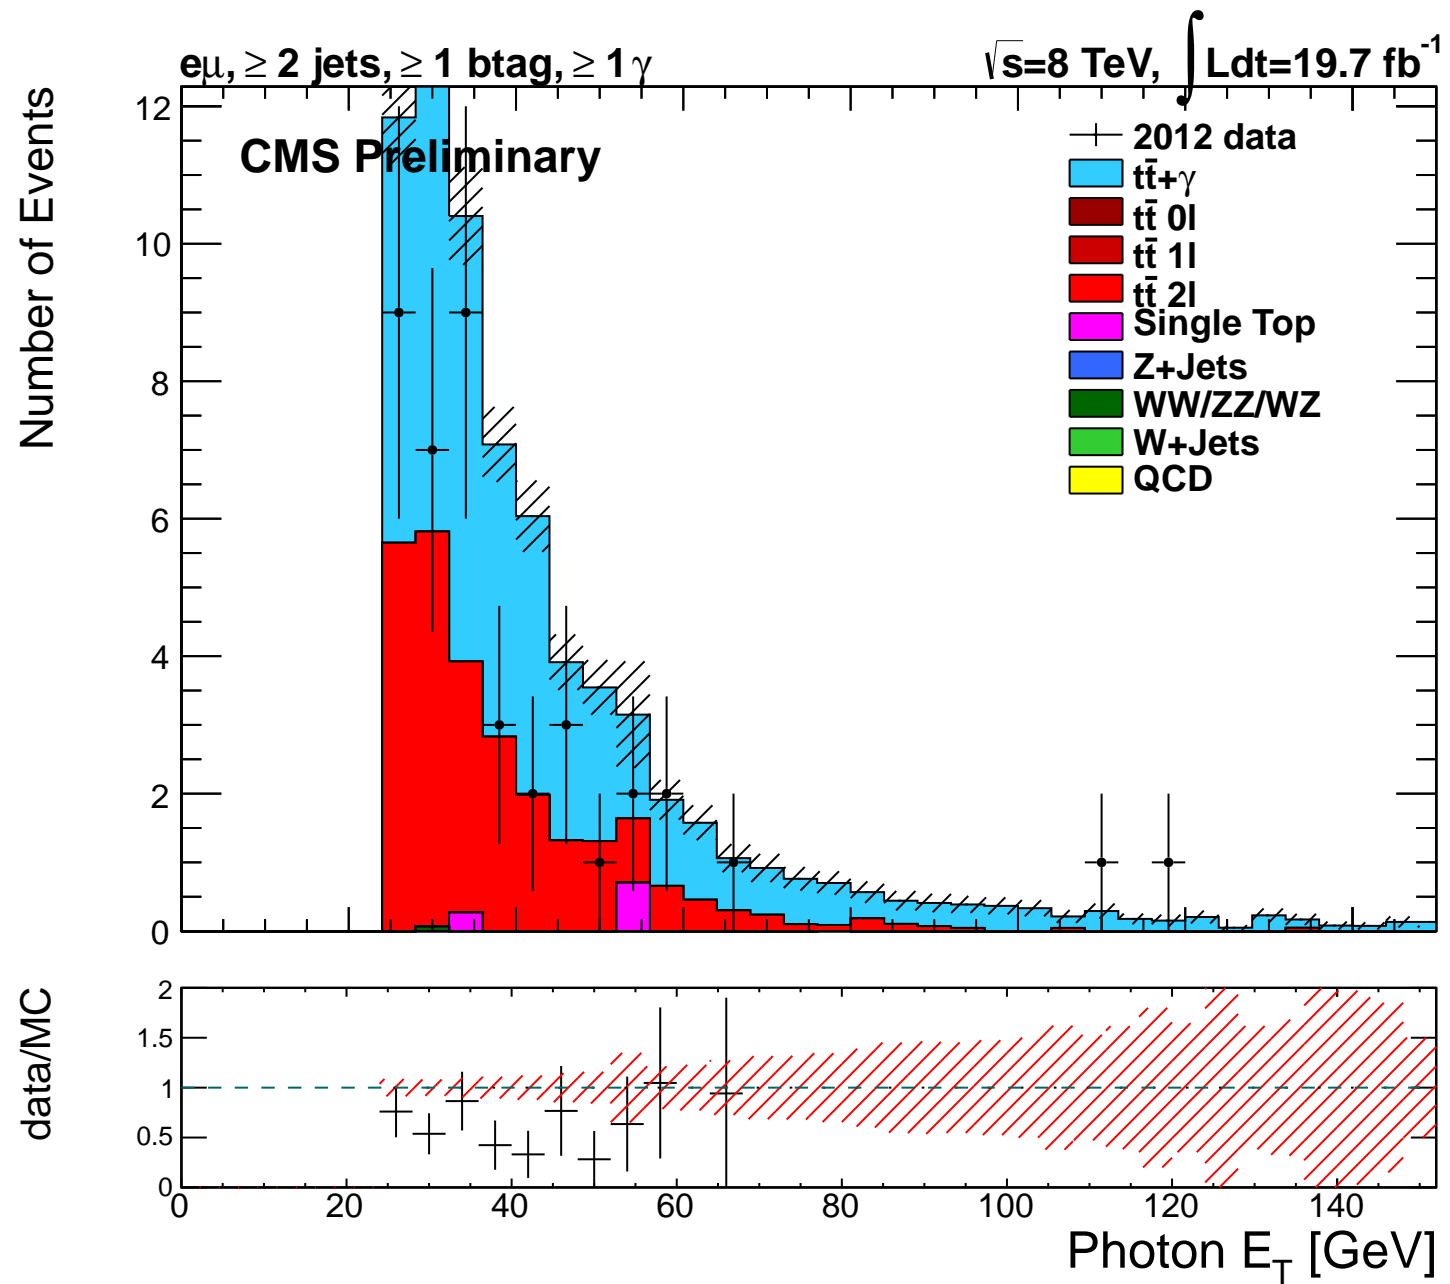 eμ, ≥ 2 jets, ≥ 1 btag, ≥ 1 γ
√s=8 TeV, ∫Ldt=19.7 fb⁻¹
CMS Preliminary
2012 data
tt̄+γ
tt̄ 0l
tt̄ 1l
tt̄ 2l
Single Top
Z+Jets
WW/ZZ/WZ
W+Jets
QCD
Number of Events
12
10
8
6
4
2
0
data/MC
2
1.5
1
0.5
0
0 20 40 60 80 100 120 140
Photon E_T [GeV]